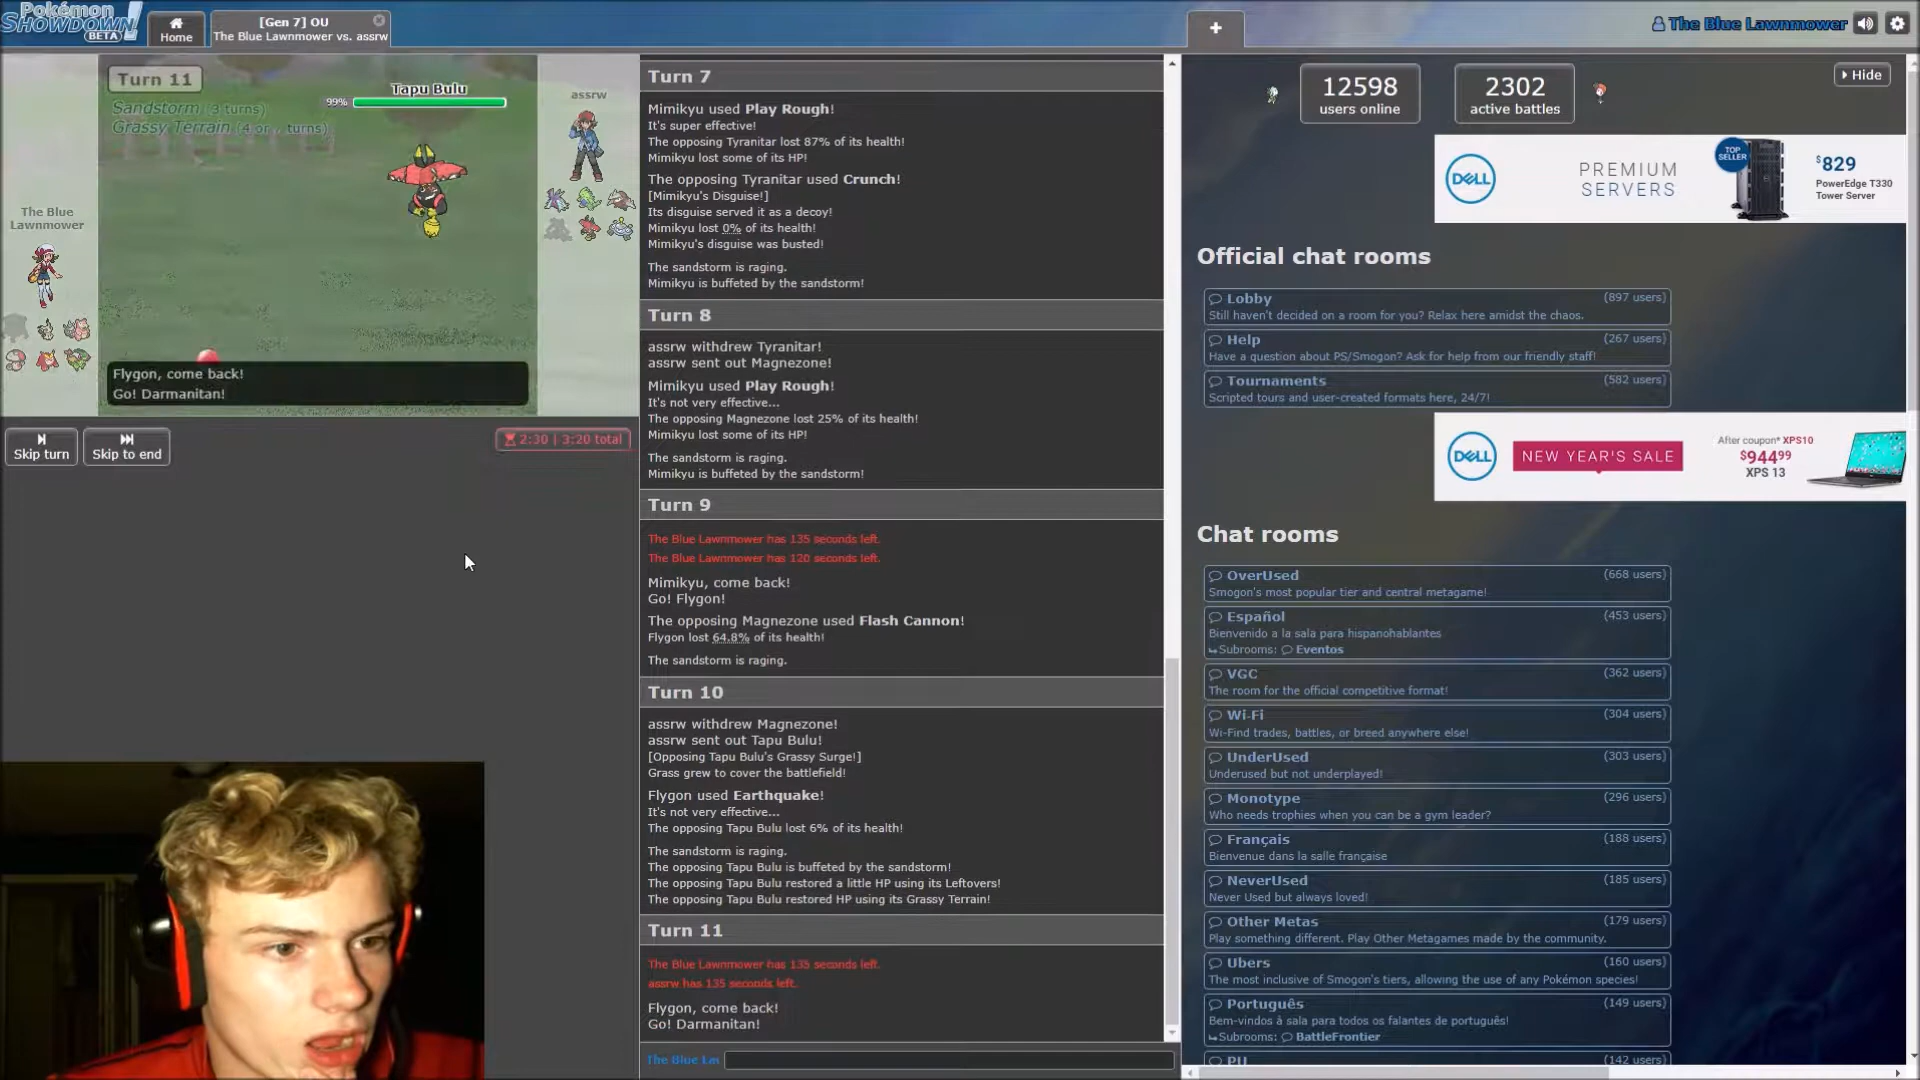 Pokémon
SHOWDOWN!
BETA
Home
[Gen 7] OU
The Blue Lawnmower vs. assrw
+
The Blue Lawnmower
Turn 11
Sandstorm (3 turns)
Grassy Terrain (4 or turns)
Tapu Bulu
99%
assrw
The Blue
Lawnmower
Flygon, come back!
Go! Darmanitan!
Skip turn
Skip to end
2:30 | 3:20 total
Turn 7
Mimikyu used Play Rough!
It's super effective!
The opposing Tyranitar lost 87% of its health!
Mimikyu lost some of its HP!
The opposing Tyranitar used Crunch!
[Mimikyu's Disguise!]
Its disguise served it as a decoy!
Mimikyu lost 0% of its health!
Mimikyu's disguise was busted!
The sandstorm is raging.
Mimikyu is buffeted by the sandstorm!
Turn 8
assrw withdrew Tyranitar!
assrw sent out Magnezone!
Mimikyu used Play Rough!
It's not very effective...
The opposing Magnezone lost 25% of its health!
Mimikyu lost some of its HP!
The sandstorm is raging.
Mimikyu is buffeted by the sandstorm!
Turn 9
The Blue Lawnmower has 135 seconds left.
The Blue Lawnmower has 120 seconds left.
Mimikyu, come back!
Go! Flygon!
The opposing Magnezone used Flash Cannon!
Flygon lost 64.8% of its health!
The sandstorm is raging.
Turn 10
assrw withdrew Magnezone!
assrw sent out Tapu Bulu!
[Opposing Tapu Bulu's Grassy Surge!]
Grass grew to cover the battlefield!
Flygon used Earthquake!
It's not very effective...
The opposing Tapu Bulu lost 6% of its health!
The sandstorm is raging.
The opposing Tapu Bulu is buffeted by the sandstorm!
The opposing Tapu Bulu restored a little HP using its Leftovers!
The opposing Tapu Bulu restored HP using its Grassy Terrain!
Turn 11
The Blue Lawnmower has 135 seconds left.
assrw has 135 seconds left.
Flygon, come back!
Go! Darmanitan!
The Blue Law
12598
users online
2302
active battles
Hide
DELL
PREMIUM
SERVERS
TOP
SELLER
$829
PowerEdge T330
Tower Server
Official chat rooms
Lobby (897 users)
Still haven't decided on a room for you? Relax here amidst the chaos.
Help (267 users)
Have a question about PS/Smogon? Ask for help from our friendly staff!
Tournaments (582 users)
Scripted tours and user-created formats here, 24/7!
DELL
NEW YEAR'S SALE
After coupon* XPS10
$944.99
XPS 13
Chat rooms
OverUsed (668 users)
Smogon's most popular tier and central metagame!
Español (453 users)
Bienvenido a la sala para hispanohablantes
Subrooms: Eventos
VGC (362 users)
The room for the official competitive format!
Wi-Fi (304 users)
Wi-Find trades, battles, or breed anywhere else!
UnderUsed (303 users)
Underused but not underplayed!
Monotype (296 users)
Who needs trophies when you can be a gym leader?
Français (188 users)
Bienvenue dans la salle française
NeverUsed (185 users)
Never Used but always loved!
Other Metas (179 users)
Play something different. Play Other Metagames made by the community.
Ubers (160 users)
The most inclusive of Smogon's tiers, allowing the use of any Pokémon species!
Português (149 users)
Bem-vindos à sala para todos os falantes de português!
Subrooms: BattleFrontier
PU (142 users)